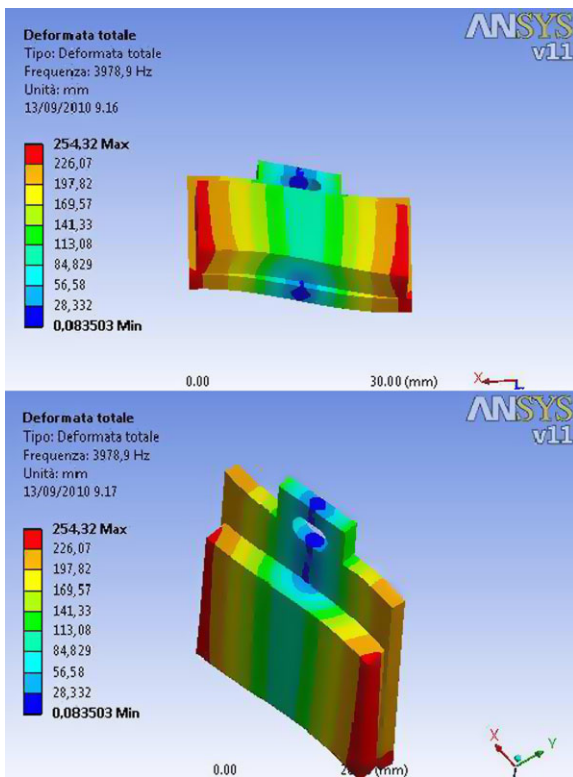 Deformata totale
Tipo: Deformata totale
Frequenza: 3978,9 Hz
Unità: mm
13/09/2010 9.16
ANSYS
v11
254,32 Max
226,07
197,82
169,57
141,33
113,08
84,829
56,58
28,332
0,083503 Min
0.00
30.00 (mm)
X
Deformata totale
Tipo: Deformata totale
Frequenza: 3978,9 Hz
Unità: mm
13/09/2010 9.17
ANSYS
v11
254,32 Max
226,07
197,82
169,57
141,33
113,08
84,829
56,58
28,332
0,083503 Min
0.00
(mm)
X
Y